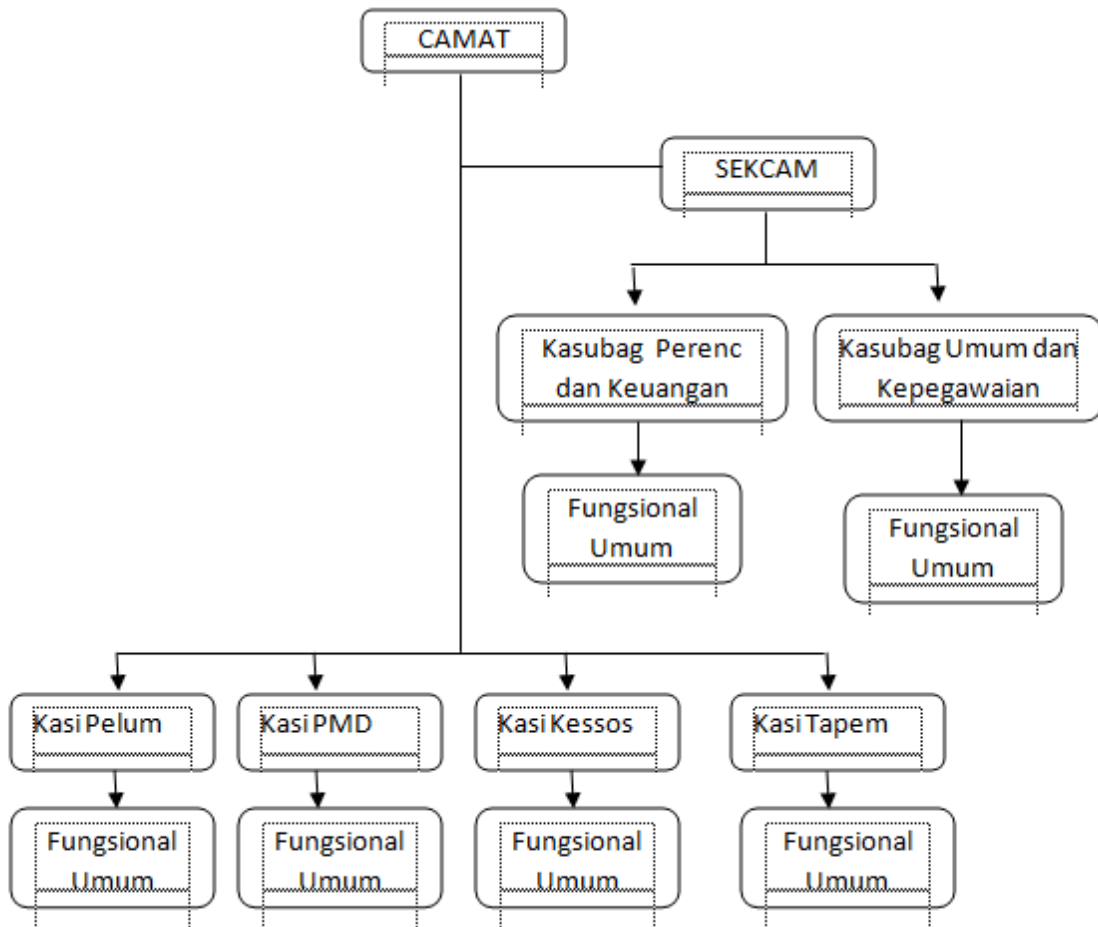 CAMAT
SEKCAM
Kasubag Perenc
dan Keuangan
Kasubag Umum dan
Kepegawaian
Fungsional
Umum
Fungsional
Umum
Kasi Pelum
Kasi PMD
Kasi Kessos
Kasi Tapem
Fungsional
Umum
Fungsional
Umum
Fungsional
Umum
Fungsional
Umum